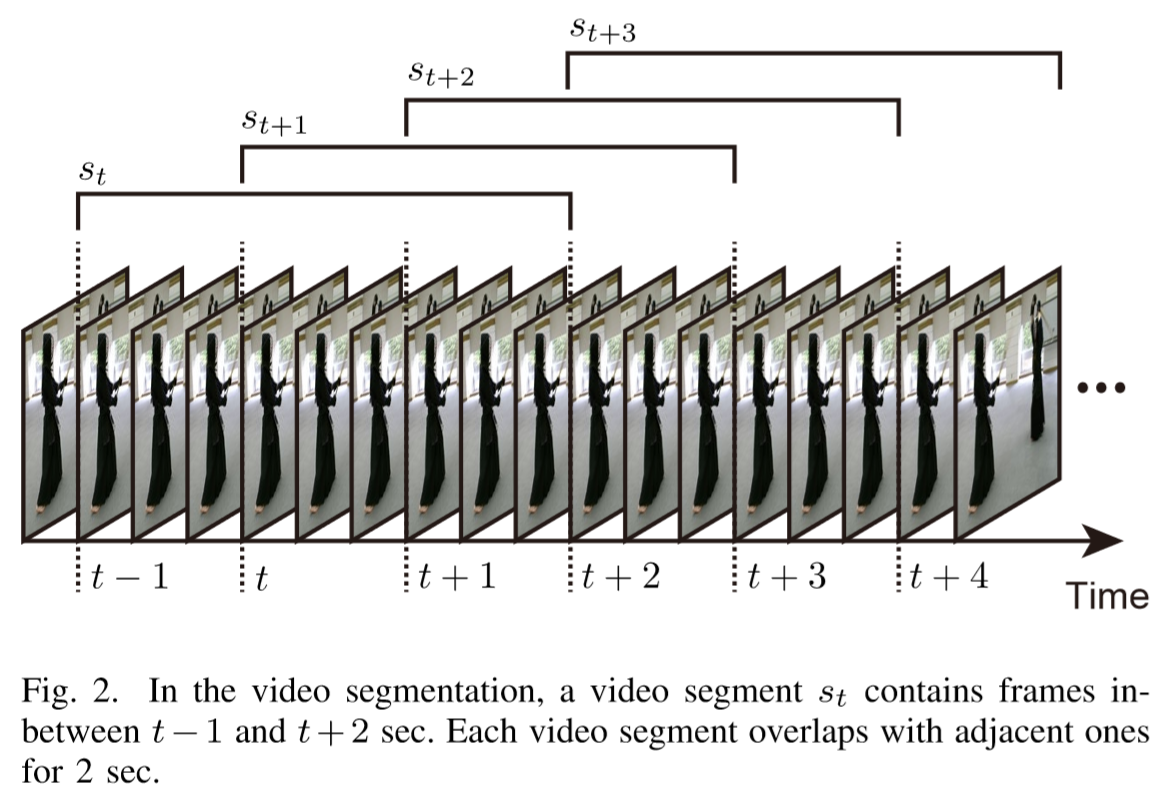 s_{t+3}
s_{t+2}
s_{t+1}
s_t
t − 1
t
t + 1
t + 2
t + 3
t + 4
Time
Fig. 2. In the video segmentation, a video segment s_t contains frames in-
between t − 1 and t + 2 sec. Each video segment overlaps with adjacent ones
for 2 sec.